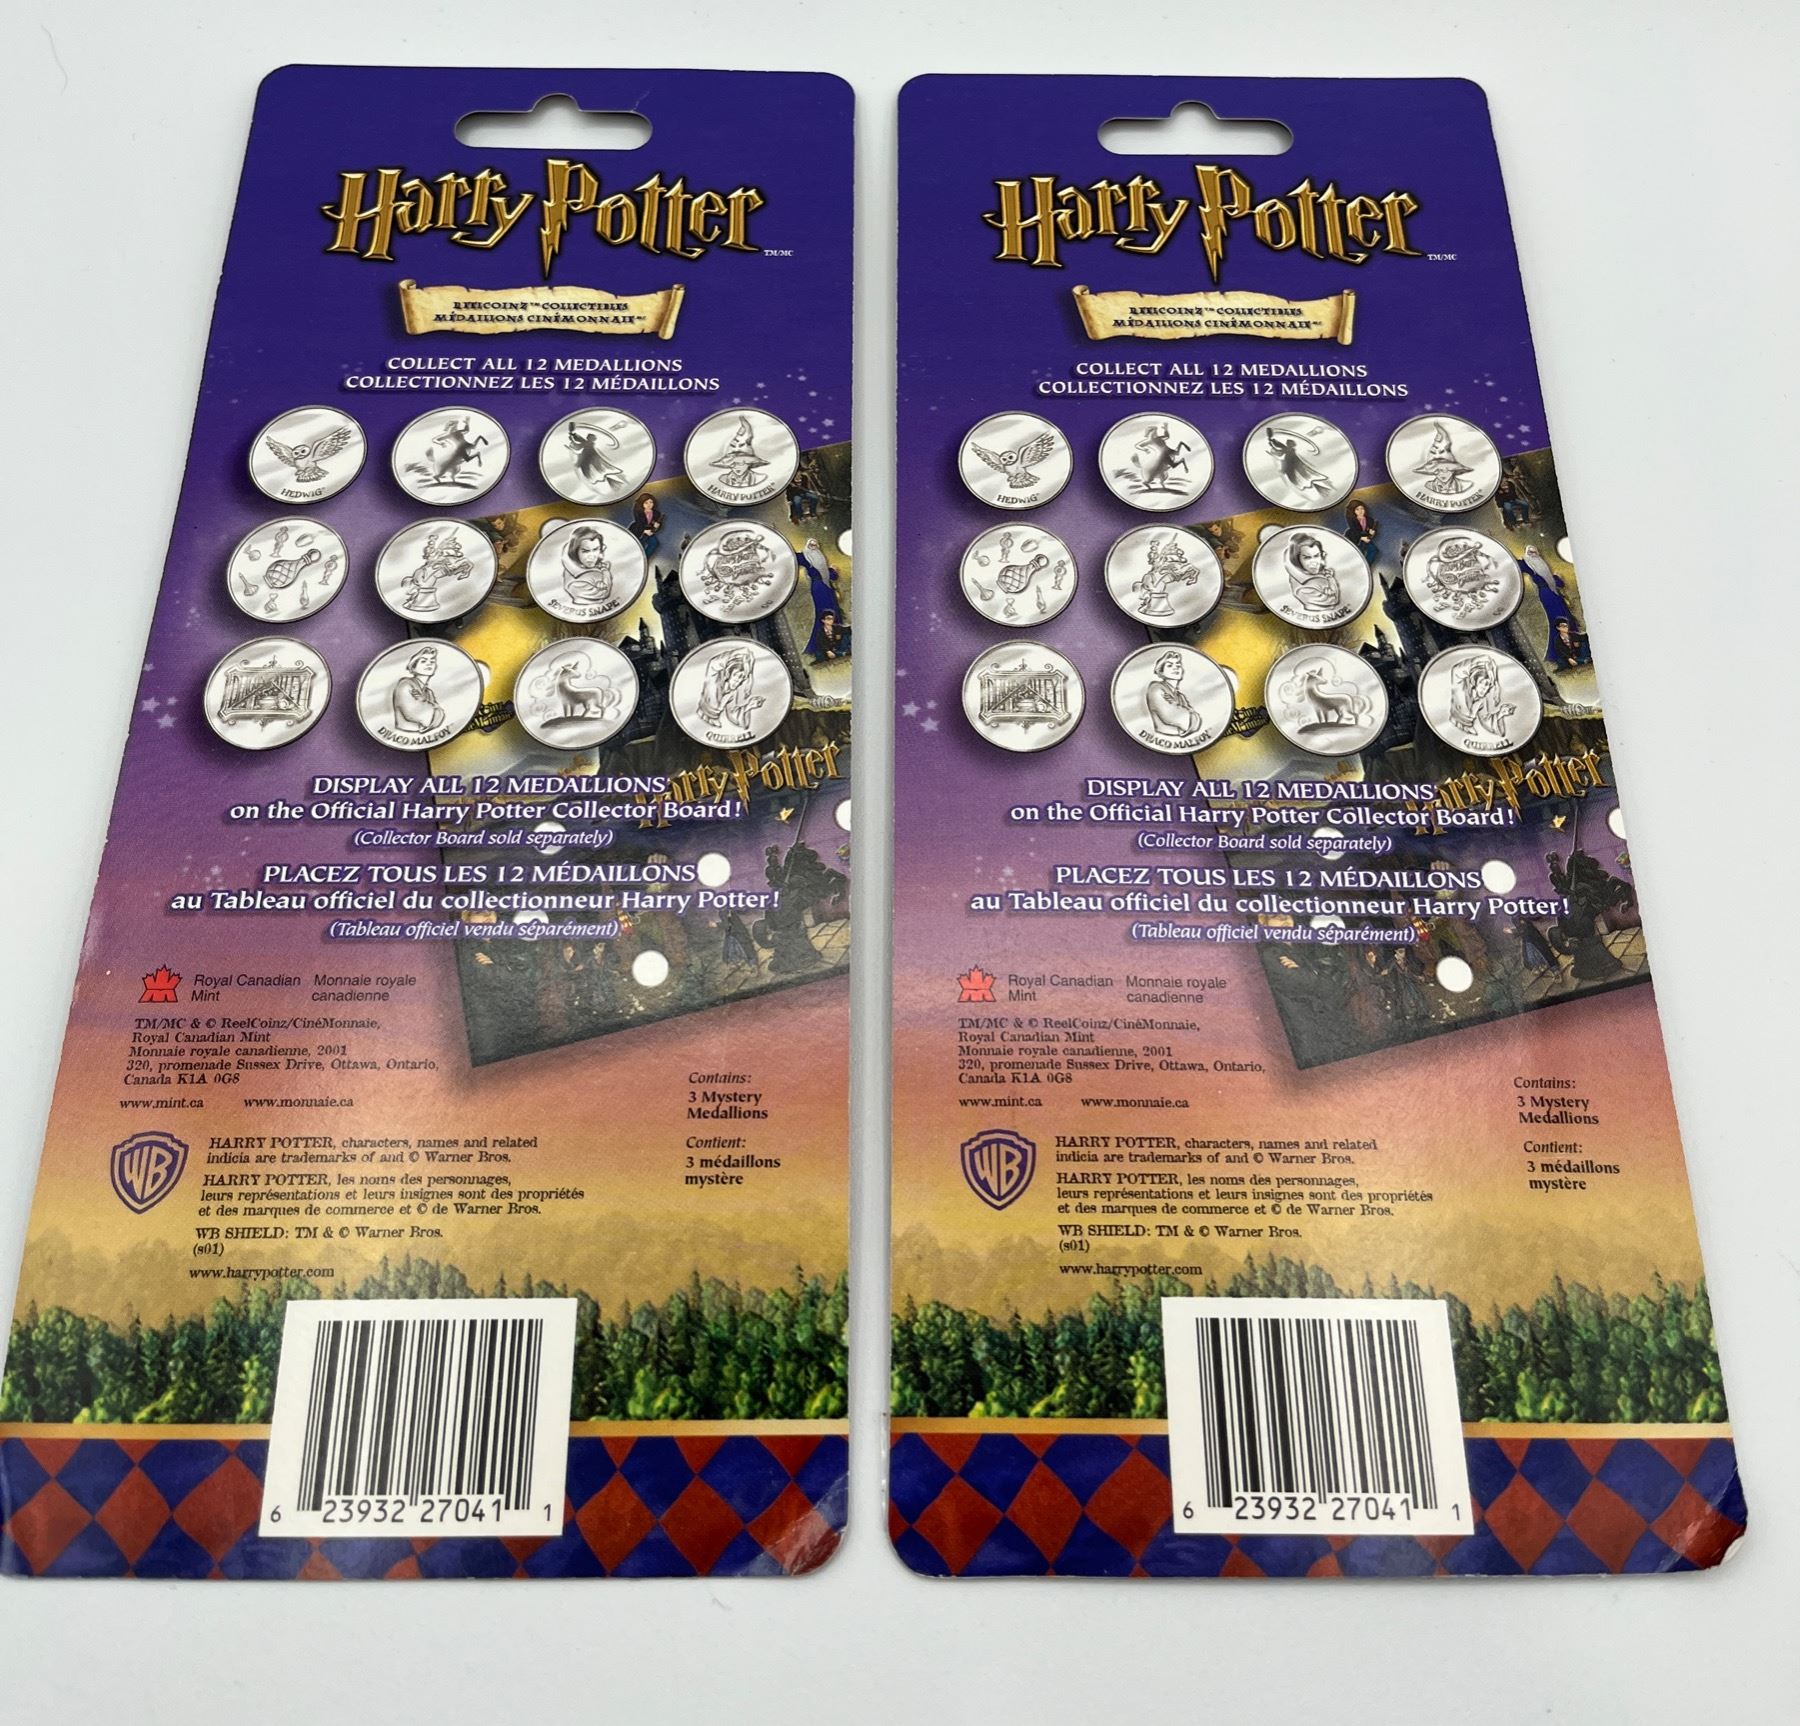 Harry Potter TM/MC
REELCOINZ™ COLLECTIBLES
MÉDAILLONS CINÉMONNAIE MC
COLLECT ALL 12 MEDALLIONS
COLLECTIONNEZ LES 12 MÉDAILLONS
HEDWIG
HARRY POTTER
SEVERUS SNAPE
DRACO MALFOY
QUIRRELL
Harry Potter
DISPLAY ALL 12 MEDALLIONS
on the Official Harry Potter Collector Board!
(Collector Board sold separately)
PLACEZ TOUS LES 12 MÉDAILLONS
au Tableau officiel du collectionneur Harry Potter!
(Tableau officiel vendu séparément)
Royal Canadian Monnaie royale
Mint canadienne
TM/MC & © ReelCoinz/CinéMonnaie,
Royal Canadian Mint
Monnaie royale canadienne, 2001
320, promenade Sussex Drive, Ottawa, Ontario,
Canada K1A 0G8
www.mint.ca www.monnaie.ca
Contains:
3 Mystery
Medallions
Contient:
3 médaillons
mystère
WB
HARRY POTTER, characters, names and related
indicia are trademarks of and © Warner Bros.
HARRY POTTER, les noms des personnages,
leurs représentations et leurs insignes sont des propriétés
et des marques de commerce et © de Warner Bros.
WB SHIELD: TM & © Warner Bros.
(s01)
www.harrypotter.com
6 23932 27041 1
Harry Potter TM/MC
REELCOINZ™ COLLECTIBLES
MÉDAILLONS CINÉMONNAIE MC
COLLECT ALL 12 MEDALLIONS
COLLECTIONNEZ LES 12 MÉDAILLONS
HEDWIG
HARRY POTTER
SEVERUS SNAPE
DRACO MALFOY
QUIRRELL
Harry Potter
DISPLAY ALL 12 MEDALLIONS
on the Official Harry Potter Collector Board!
(Collector Board sold separately)
PLACEZ TOUS LES 12 MÉDAILLONS
au Tableau officiel du collectionneur Harry Potter!
(Tableau officiel vendu séparément)
Royal Canadian Monnaie royale
Mint canadienne
TM/MC & © ReelCoinz/CinéMonnaie,
Royal Canadian Mint
Monnaie royale canadienne, 2001
320, promenade Sussex Drive, Ottawa, Ontario,
Canada K1A 0G8
www.mint.ca www.monnaie.ca
Contains:
3 Mystery
Medallions
Contient:
3 médaillons
mystère
WB
HARRY POTTER, characters, names and related
indicia are trademarks of and © Warner Bros.
HARRY POTTER, les noms des personnages,
leurs représentations et leurs insignes sont des propriétés
et des marques de commerce et © de Warner Bros.
WB SHIELD: TM & © Warner Bros.
(s01)
www.harrypotter.com
6 23932 27041 1